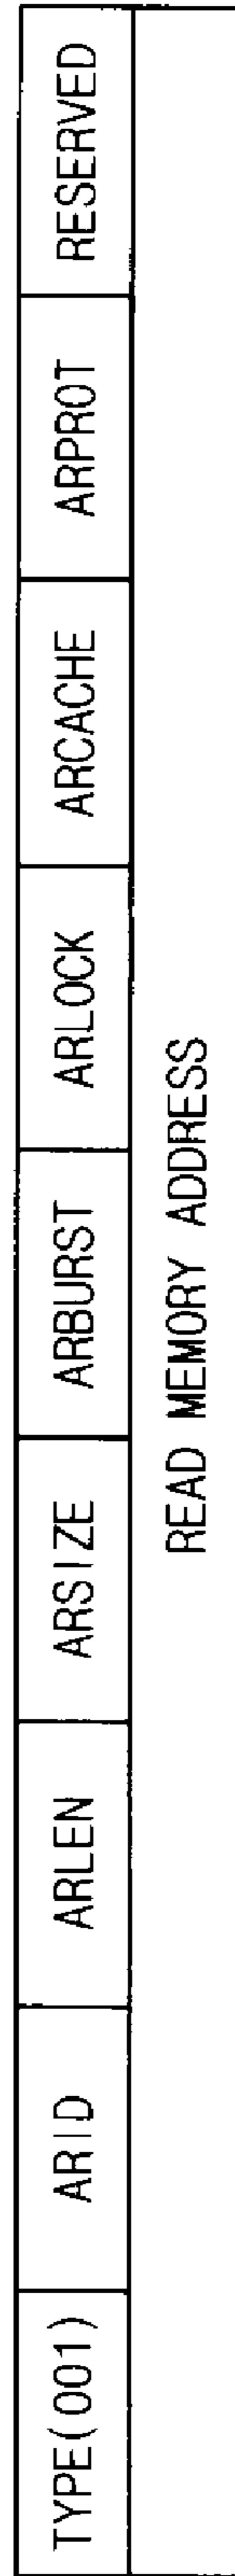 TYPE(001) ARID ARLEN ARSIZE ARBURST ARLOCK ARCACHE ARPROT RESERVED
READ MEMORY ADDRESS